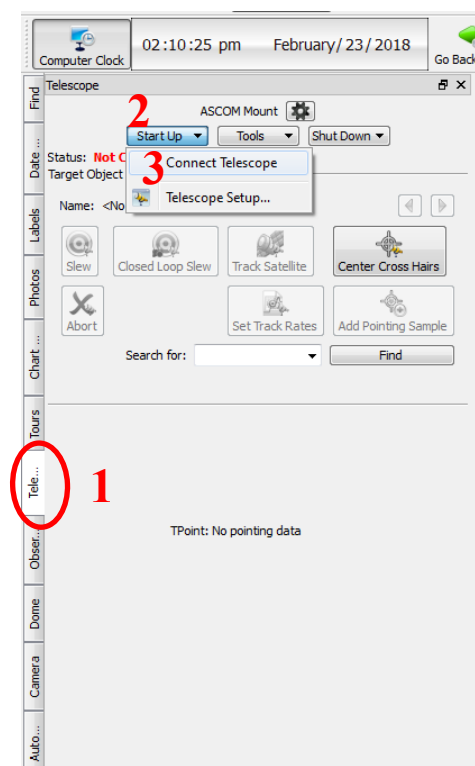 Computer Clock
02:10:25 pm February/23/2018
Go Back
Telescope
ASCOM Mount
2
Start Up Tools Shut Down
3
Status: Not C
Connect Telescope
Target Object
Telescope Setup...
Name: <No
Slew Closed Loop Slew Track Satellite Center Cross Hairs
Abort Set Track Rates Add Pointing Sample
Search for: Find
TPoint: No pointing data
1
Find
Date ...
Labels
Photos
Chart ...
Tours
Tele...
Obser...
Dome
Camera
Auto...